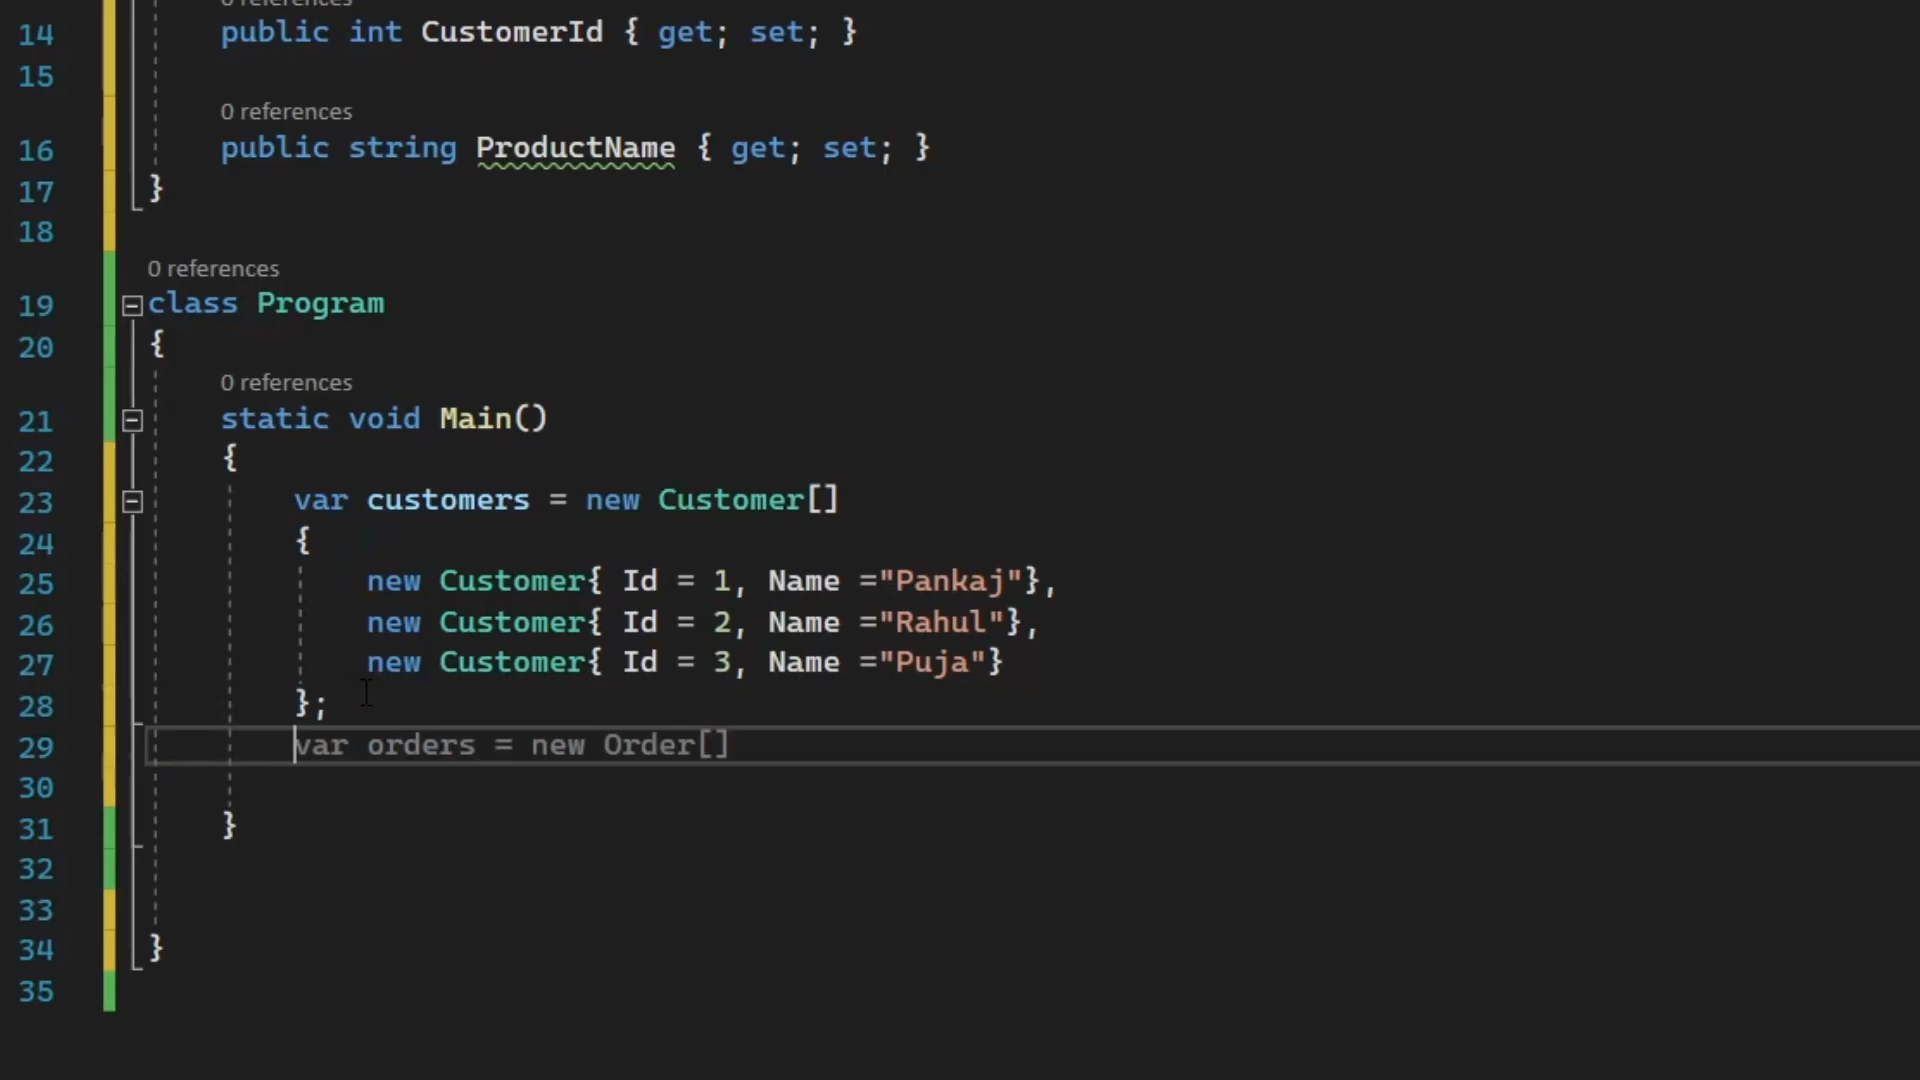 0 references
14 public int CustomerId { get; set; }
15
0 references
16 public string ProductName { get; set; }
17 }
18
0 references
19 class Program
20 {
0 references
21 static void Main()
22 {
23 var customers = new Customer[]
24 {
25 new Customer{ Id = 1, Name ="Pankaj"},
26 new Customer{ Id = 2, Name ="Rahul"},
27 new Customer{ Id = 3, Name ="Puja"}
28 };
29 var orders = new Order[]
30
31 }
32
33
34 }
35